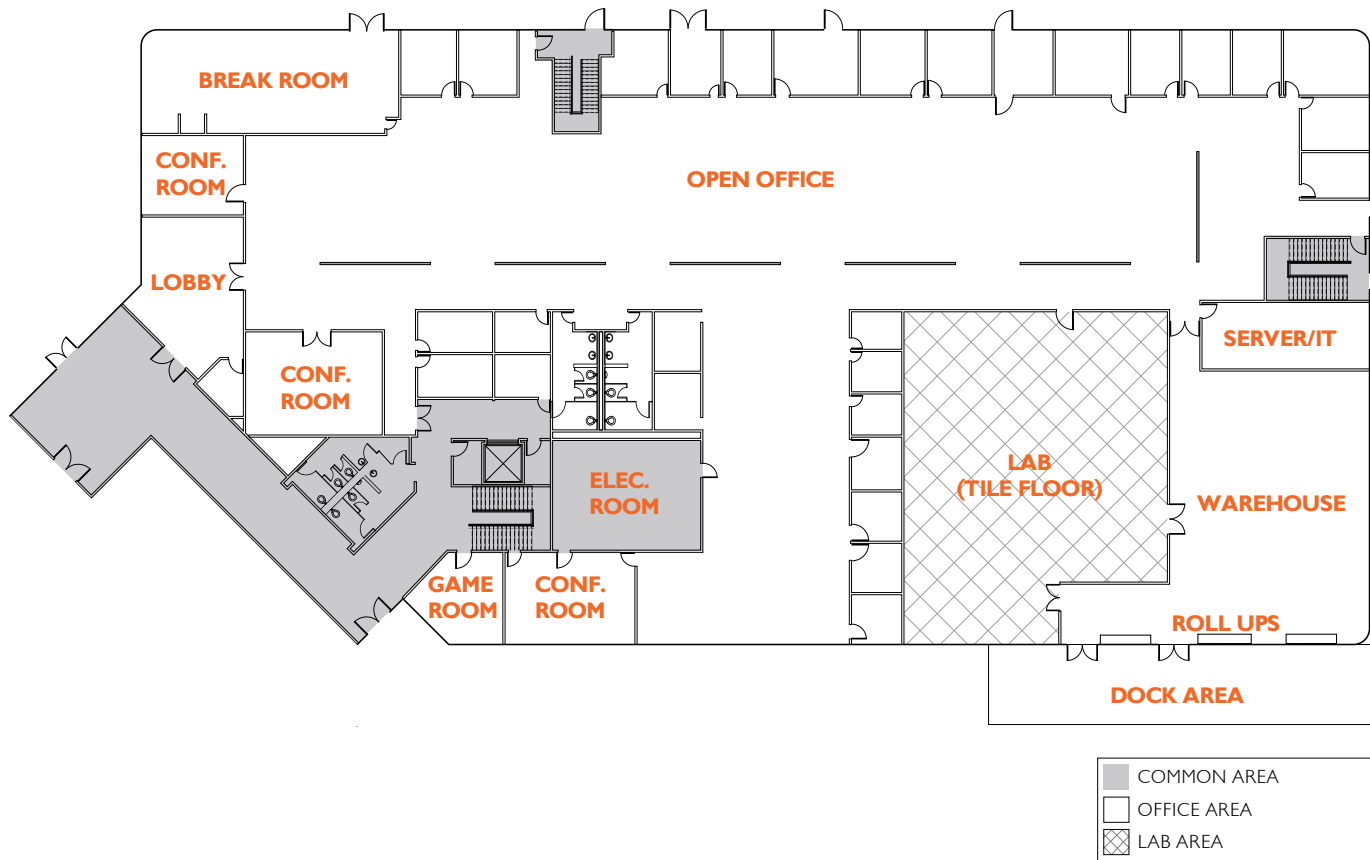 BREAK ROOM
CONF.
ROOM
OPEN OFFICE
LOBBY
SERVER/IT
CONF.
ROOM
LAB
(TILE FLOOR)
ELEC.
ROOM
WAREHOUSE
GAME
ROOM
CONF.
ROOM
ROLL UPS
DOCK AREA
COMMON AREA
OFFICE AREA
LAB AREA